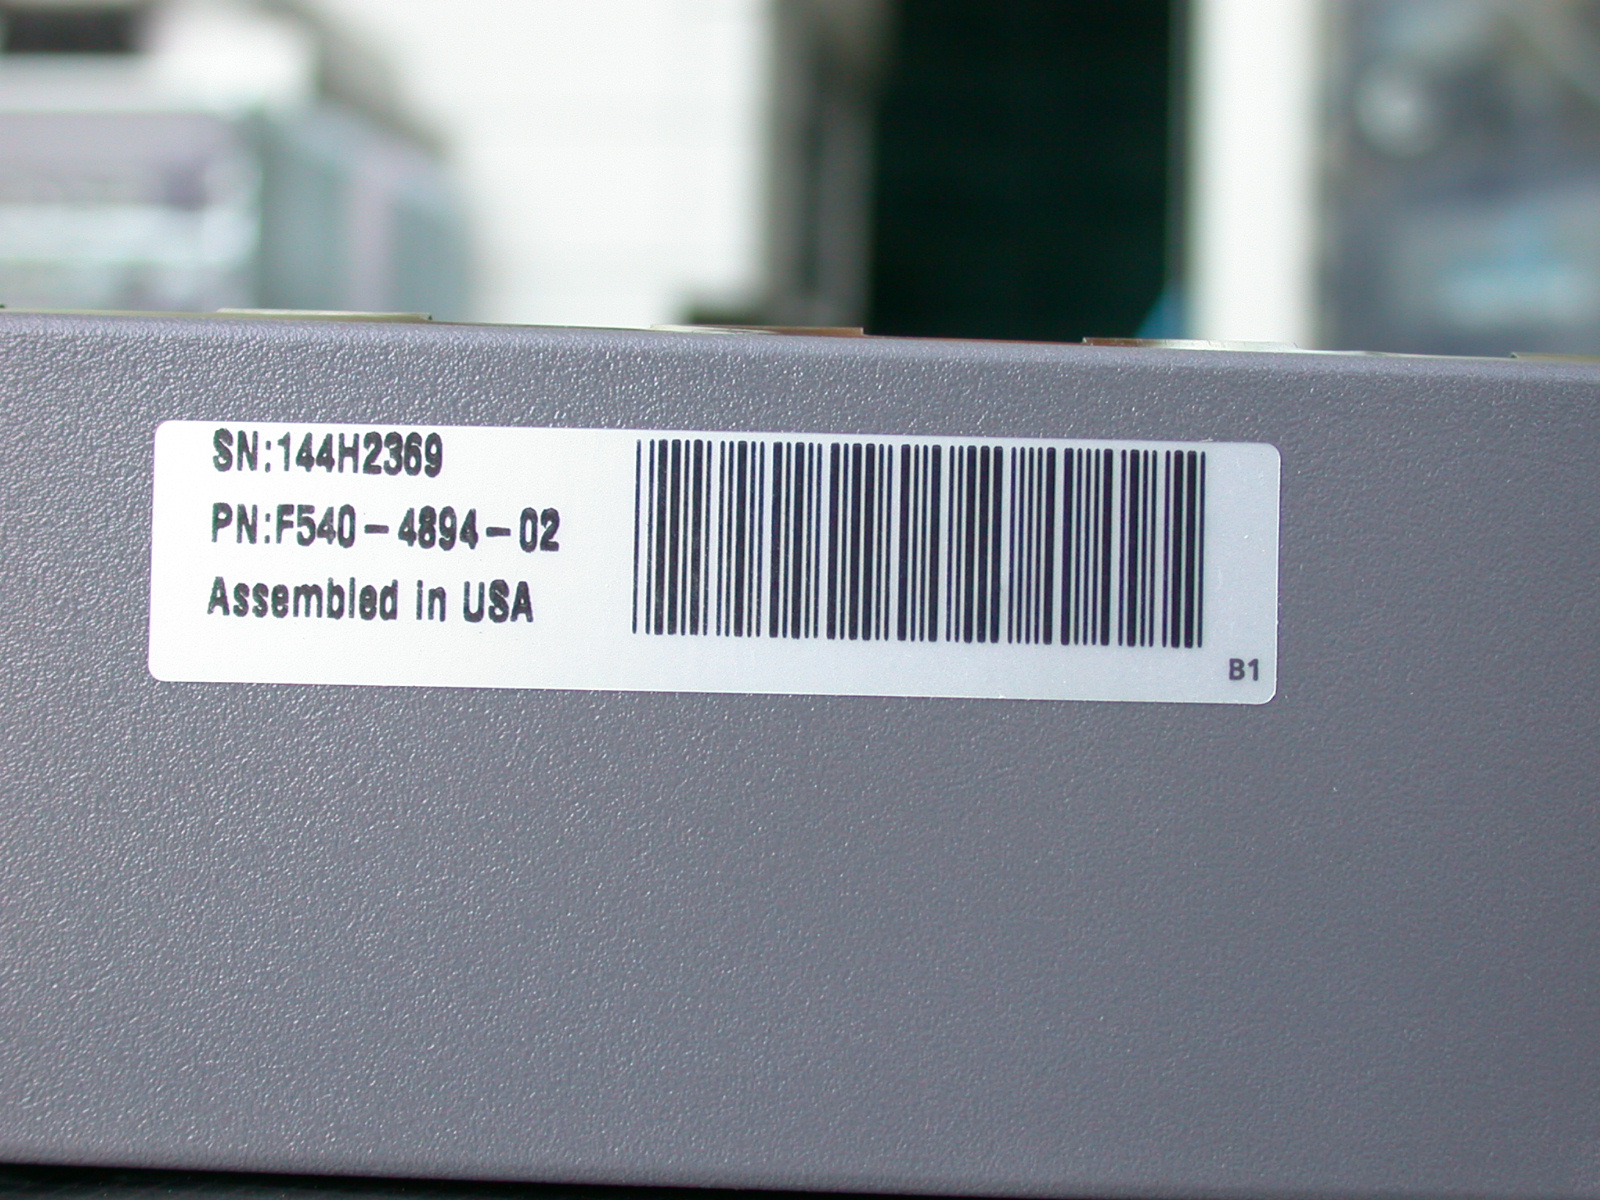 SN:144H2369
PN:F540-4894-02
Assembled in USA
B1